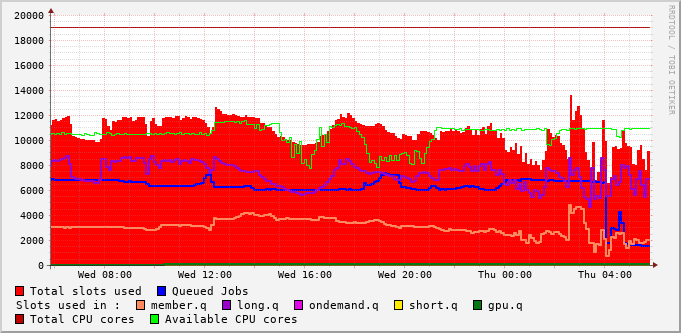 20000
18000
16000
14000
12000
10000
8000
6000
4000
2000
0
Wed 08:00 Wed 12:00 Wed 16:00 Wed 20:00 Thu 00:00 Thu 04:00
RRDTOOL / TOBI OETIKER
Total slots used Queued Jobs
Slots used in : member.q long.q ondemand.q short.q gpu.q
Total CPU cores Available CPU cores